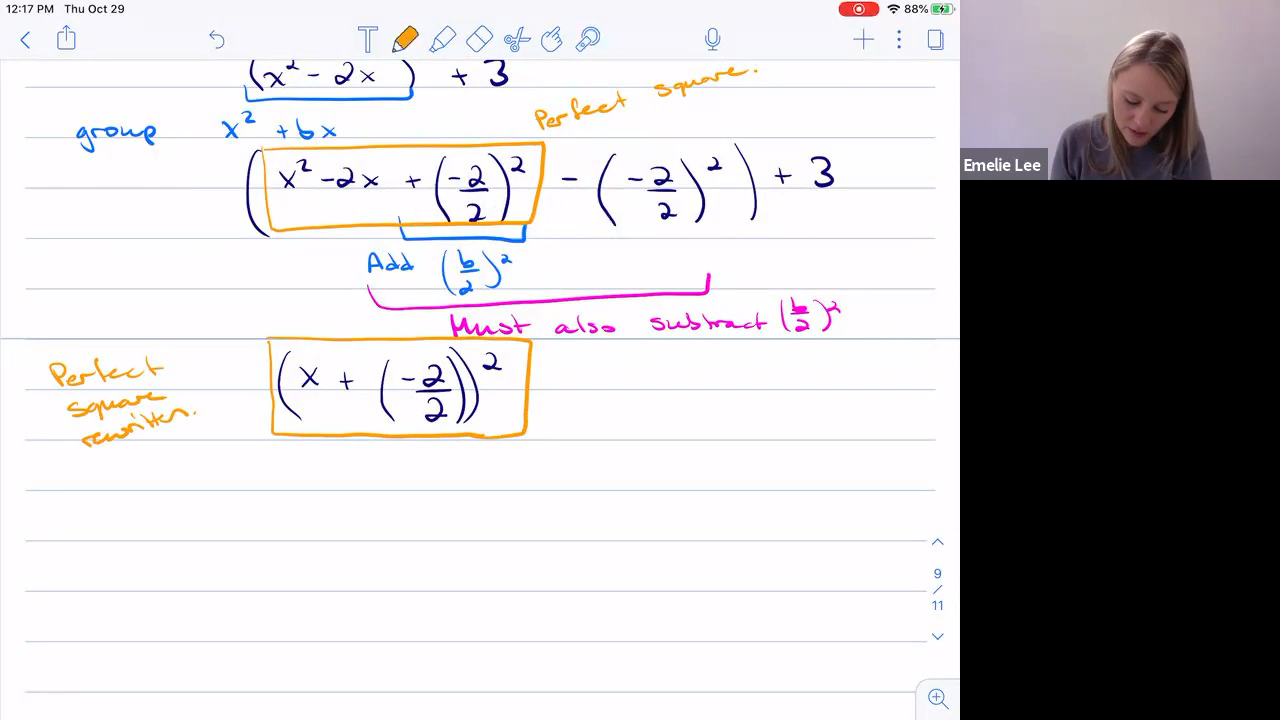 12:17 PM Thu Oct 29
88%
T
(x² - 2x) + 3
Perfect square.
group x² + bx
(x² - 2x + (-2/2)² - (-2/2)²) + 3
Add (b/2)²
Must also subtract (b/2)²
Perfect
square
rewritten.
(x + (-2/2))²
9
/
11
Emelie Lee